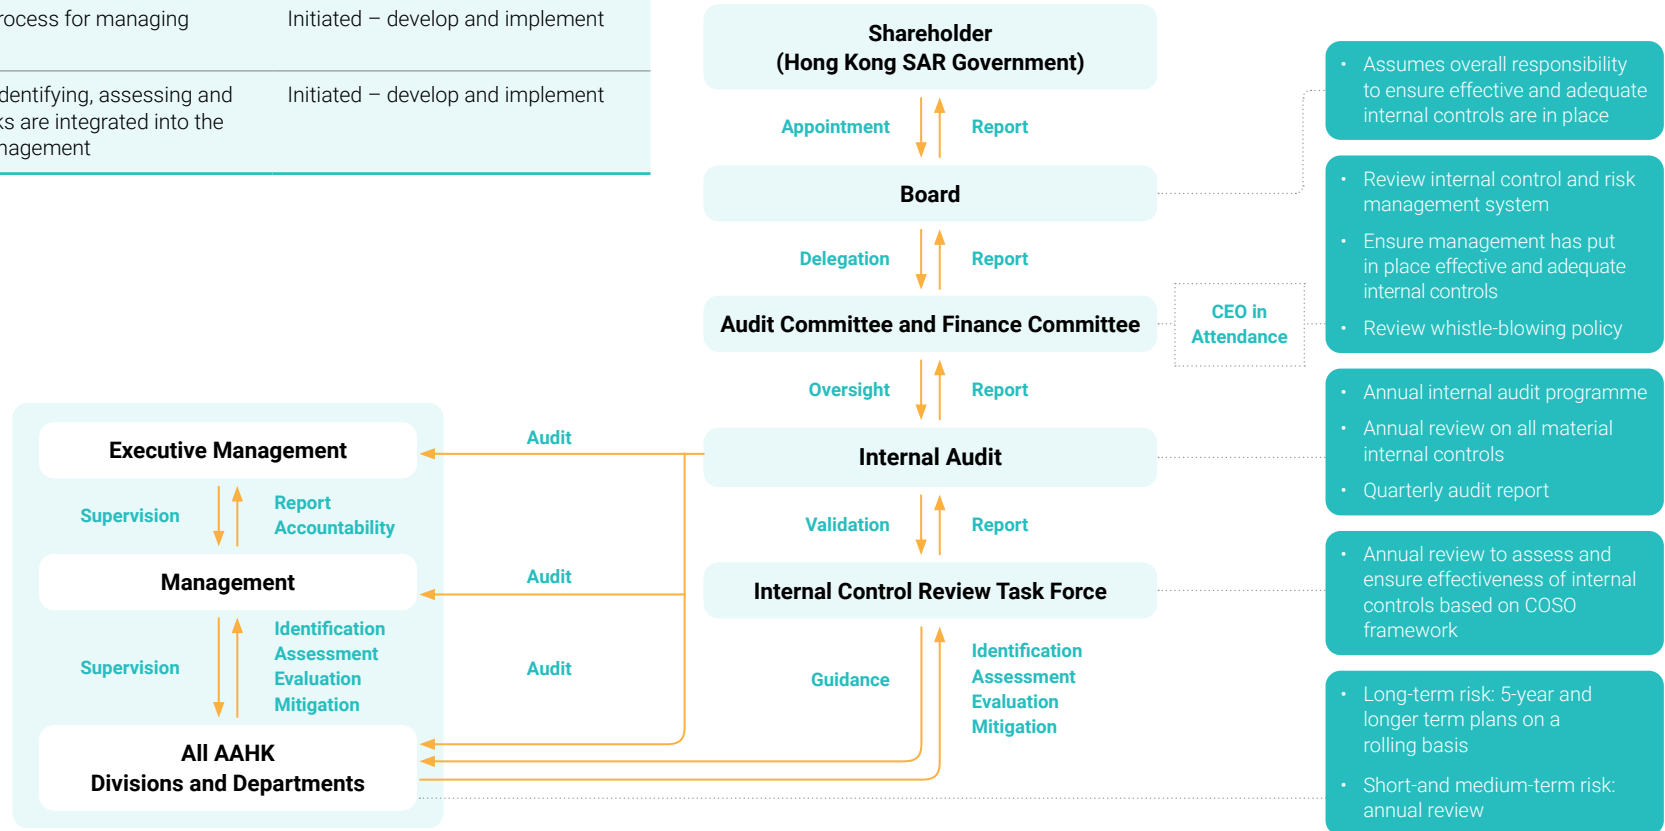 rocess for managing
Initiated – develop and implement
dentifying, assessing and
ks are integrated into the
nagement
Initiated – develop and implement
Shareholder
(Hong Kong SAR Government)
Appointment
Report
Board
Delegation
Report
Audit Committee and Finance Committee
CEO in
Attendance
Oversight
Report
Internal Audit
Validation
Report
Internal Control Review Task Force
Guidance
Identification
Assessment
Evaluation
Mitigation
Audit
Audit
Audit
Executive Management
Supervision
Report
Accountability
Management
Supervision
Identification
Assessment
Evaluation
Mitigation
All AAHK
Divisions and Departments
• Assumes overall responsibility
to ensure effective and adequate
internal controls are in place
• Review internal control and risk
management system
• Ensure management has put
in place effective and adequate
internal controls
• Review whistle-blowing policy
• Annual internal audit programme
• Annual review on all material
internal controls
• Quarterly audit report
• Annual review to assess and
ensure effectiveness of internal
controls based on COSO
framework
• Long-term risk: 5-year and
longer term plans on a
rolling basis
• Short-and medium-term risk:
annual review